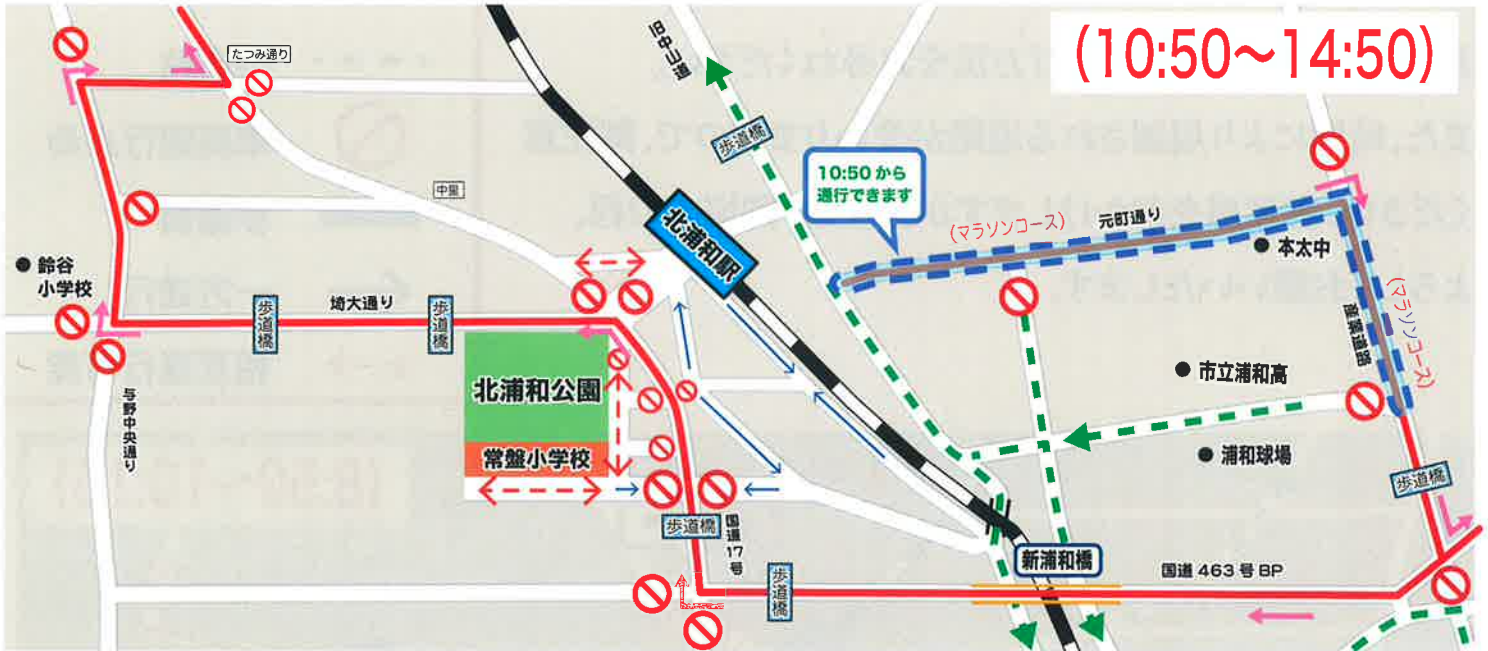 (10:50～14:50)
たつみ通り
旧中山道
歩道橋
中里
10:50 から
通行できます
(マラソンコース)
元町通り
北浦和駅
本太中
鈴谷
小学校
埼大通り
歩道橋
歩道橋
産業道路
(マラソンコース)
北浦和公園
市立浦和高
与野中央通り
常盤小学校
浦和球場
歩道橋
歩道橋
国道17号
新浦和橋
国道 463 号 BP
歩道橋